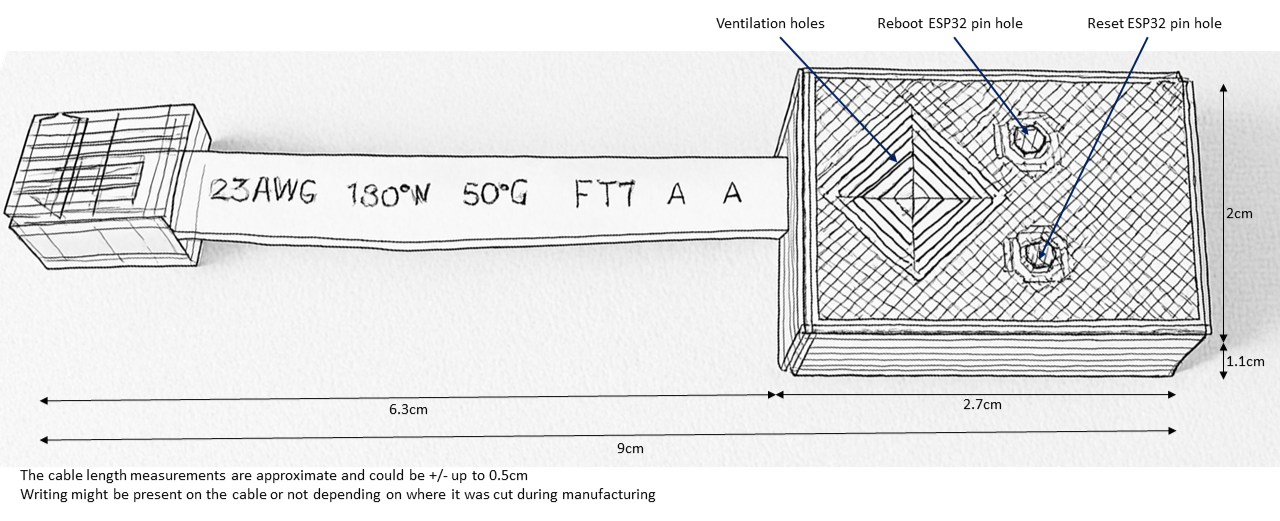 Ventilation holes
Reboot ESP32 pin hole
Reset ESP32 pin hole
23AWG 180°N 50°G FT7 A A
2cm
1.1cm
6.3cm
2.7cm
9cm
The cable length measurements are approximate and could be +/- up to 0.5cm
Writing might be present on the cable or not depending on where it was cut during manufacturing